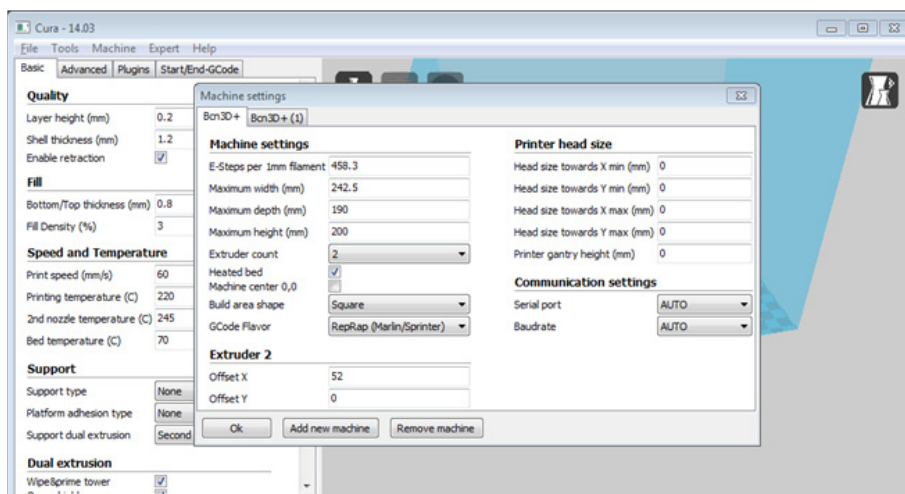 Cura - 14.03
File Tools Machine Expert Help
Basic Advanced Plugins Start/End-GCode
Quality
Layer height (mm) 0.2
Shell thickness (mm) 1.2
Enable retraction
Fill
Bottom/Top thickness (mm) 0.8
Fill Density (%) 3
Speed and Temperature
Print speed (mm/s) 60
Printing temperature (C) 220
2nd nozzle temperature (C) 245
Bed temperature (C) 70
Support
Support type None
Platform adhesion type None
Support dual extrusion Second
Dual extrusion
Wipe&prime tower
Machine settings
Bcn3D+ Bcn3D+ (1)
Machine settings
E-Steps per 1mm filament 458.3
Maximum width (mm) 242.5
Maximum depth (mm) 190
Maximum height (mm) 200
Extruder count 2
Heated bed
Machine center 0,0
Build area shape Square
GCode Flavor RepRap (Marlin/Sprinter)
Extruder 2
Offset X 52
Offset Y 0
Printer head size
Head size towards X min (mm) 0
Head size towards Y min (mm) 0
Head size towards X max (mm) 0
Head size towards Y max (mm) 0
Printer gantry height (mm) 0
Communication settings
Serial port AUTO
Baudrate AUTO
Ok Add new machine Remove machine